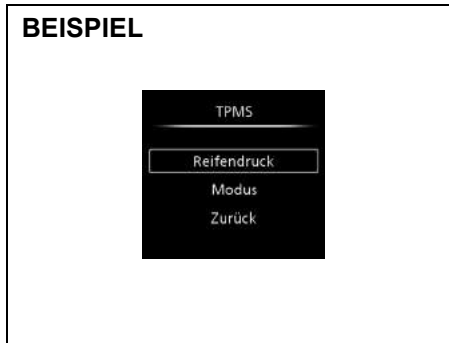 BEISPIEL
TPMS
Reifendruck
Modus
Zurück